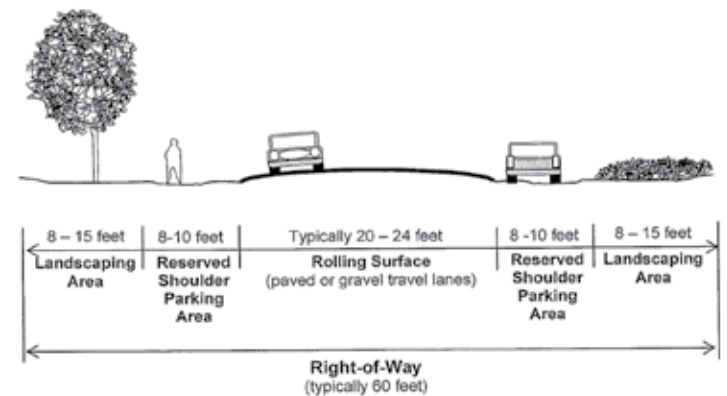 8 – 15 feet
Landscaping
Area
8-10 feet
Reserved
Shoulder
Parking
Area
Typically 20 – 24 feet
Rolling Surface
(paved or gravel travel lanes)
8 -10 feet
Reserved
Shoulder
Parking
Area
8 – 15 feet
Landscaping
Area
Right-of-Way
(typically 60 feet)